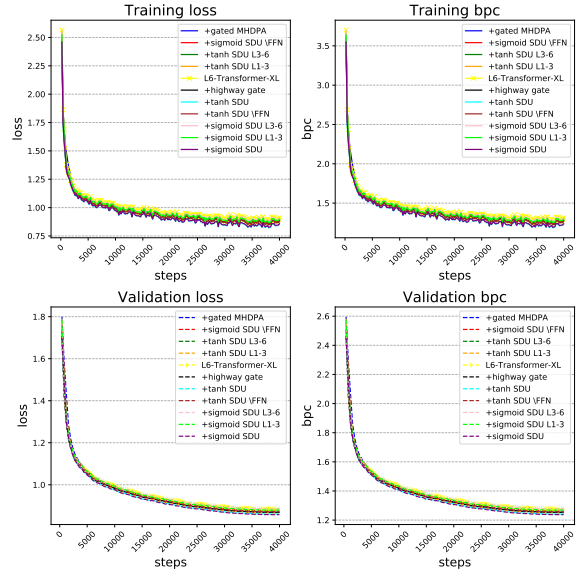 Training loss
loss
2.50
2.25
2.00
1.75
1.50
1.25
1.00
0.75
+gated MHDPA
+sigmoid SDU \FFN
+tanh SDU L3-6
+tanh SDU L1-3
L6-Transformer-XL
+highway gate
+tanh SDU
+tanh SDU \FFN
+sigmoid SDU L3-6
+sigmoid SDU L1-3
+sigmoid SDU
0 5000 10000 15000 20000 25000 30000 35000 40000
steps
Training bpc
bpc
3.5
3.0
2.5
2.0
1.5
+gated MHDPA
+sigmoid SDU \FFN
+tanh SDU L3-6
+tanh SDU L1-3
L6-Transformer-XL
+highway gate
+tanh SDU
+tanh SDU \FFN
+sigmoid SDU L3-6
+sigmoid SDU L1-3
+sigmoid SDU
0 5000 10000 15000 20000 25000 30000 35000 40000
steps
Validation loss
loss
1.8
1.6
1.4
1.2
1.0
+gated MHDPA
+sigmoid SDU \FFN
+tanh SDU L3-6
+tanh SDU L1-3
L6-Transformer-XL
+highway gate
+tanh SDU
+tanh SDU \FFN
+sigmoid SDU L3-6
+sigmoid SDU L1-3
+sigmoid SDU
0 5000 10000 15000 20000 25000 30000 35000 40000
steps
Validation bpc
bpc
2.6
2.4
2.2
2.0
1.8
1.6
1.4
1.2
+gated MHDPA
+sigmoid SDU \FFN
+tanh SDU L3-6
+tanh SDU L1-3
L6-Transformer-XL
+highway gate
+tanh SDU
+tanh SDU \FFN
+sigmoid SDU L3-6
+sigmoid SDU L1-3
+sigmoid SDU
0 5000 10000 15000 20000 25000 30000 35000 40000
steps